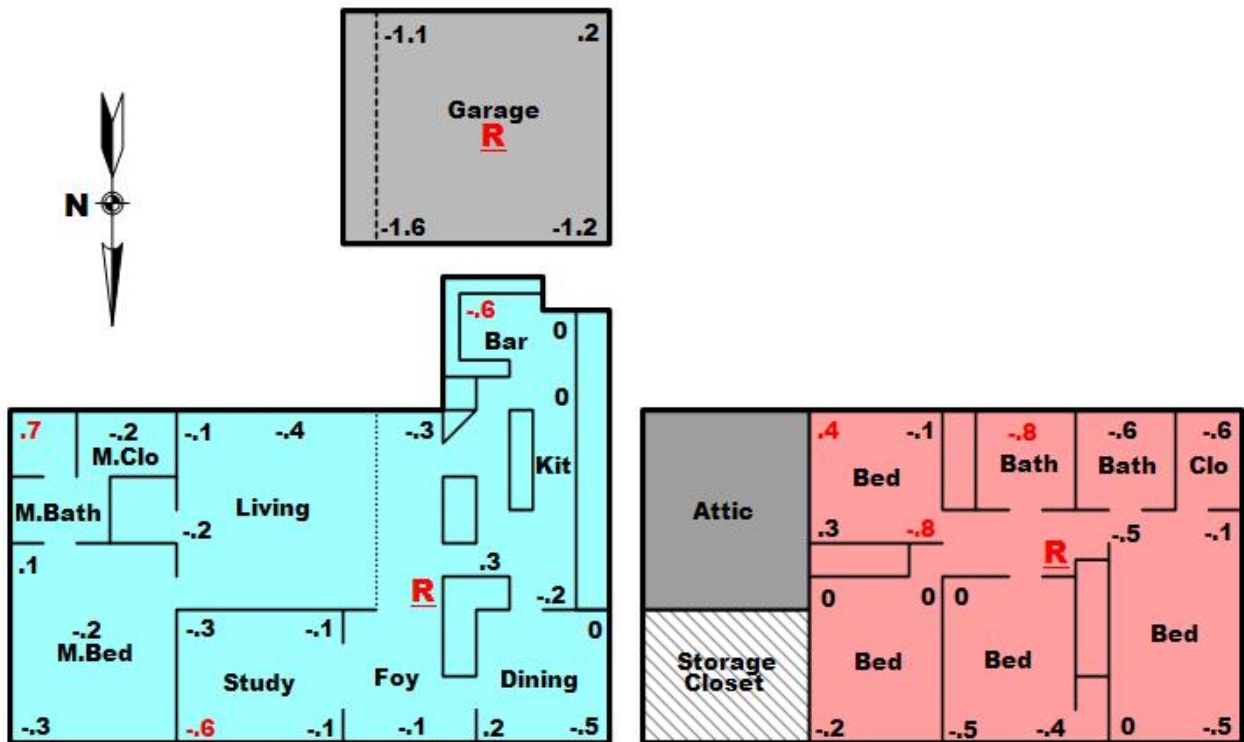 -1.1 .2
Garage
R
N
-1.6 -1.2
-.6
Bar
0
0
.7 -.2 -.1 -.4 -.3
M.Clo
Kit
M.Bath
Living
-.2
.1
.3
R
-.2
-.2
M.Bed
-.3 -.1
0
Study
Foy
Dining
-.3 -.6 -.1 -.1 .2 -.5
.4 -.1 -.8 -.6 -.6
Bed
Bath
Bath
Clo
Attic
.3 -.8
-.5 -.1
R
0 0 0
Storage
Closet
Bed
Bed
Bed
-.2 -.5 -.4 0 -.5